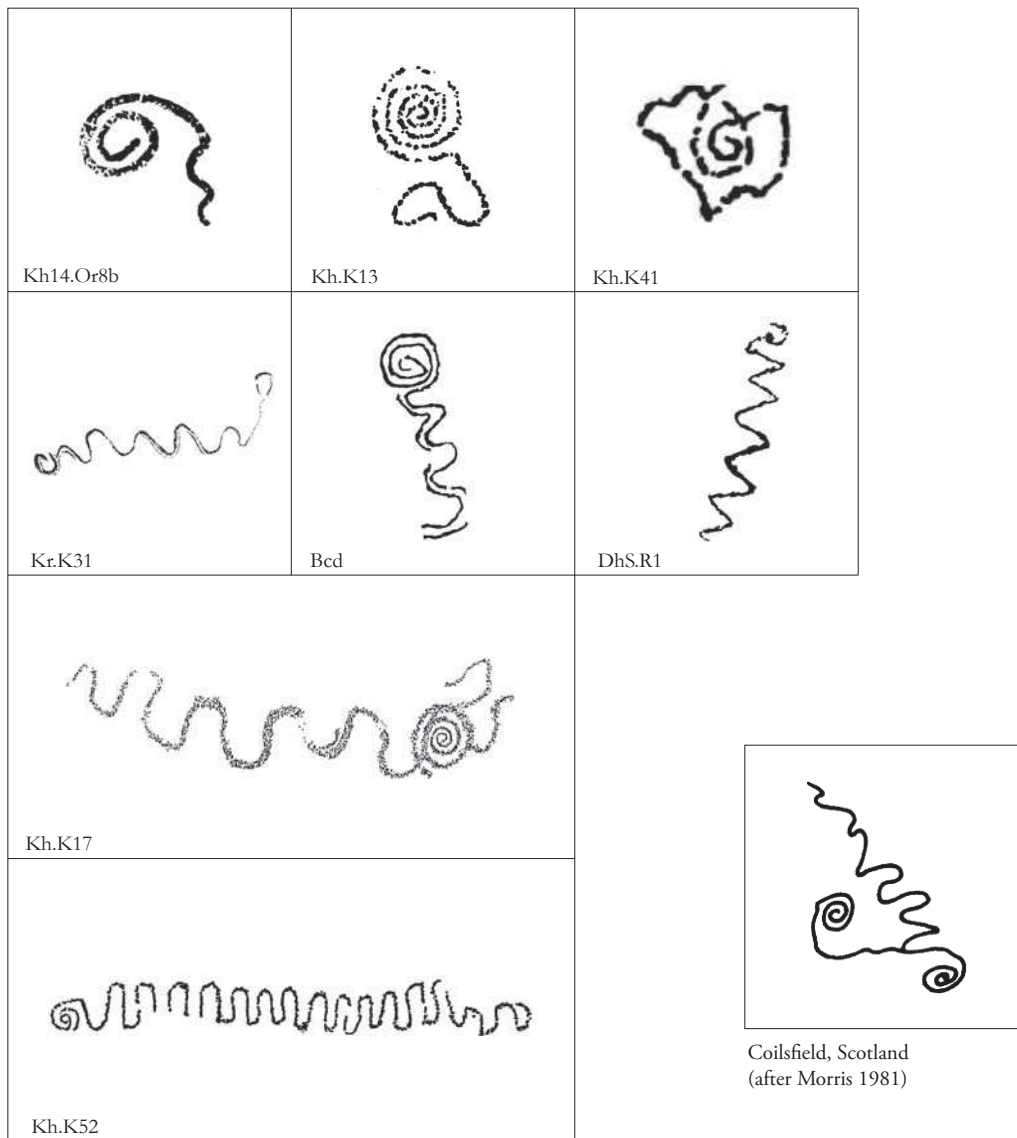 Kh14.Or8b
Kh.K13
Kh.K41
Kr.K31
Bcd
DhS.R1
Kh.K17
Kh.K52
Coilsfield, Scotland
(after Morris 1981)